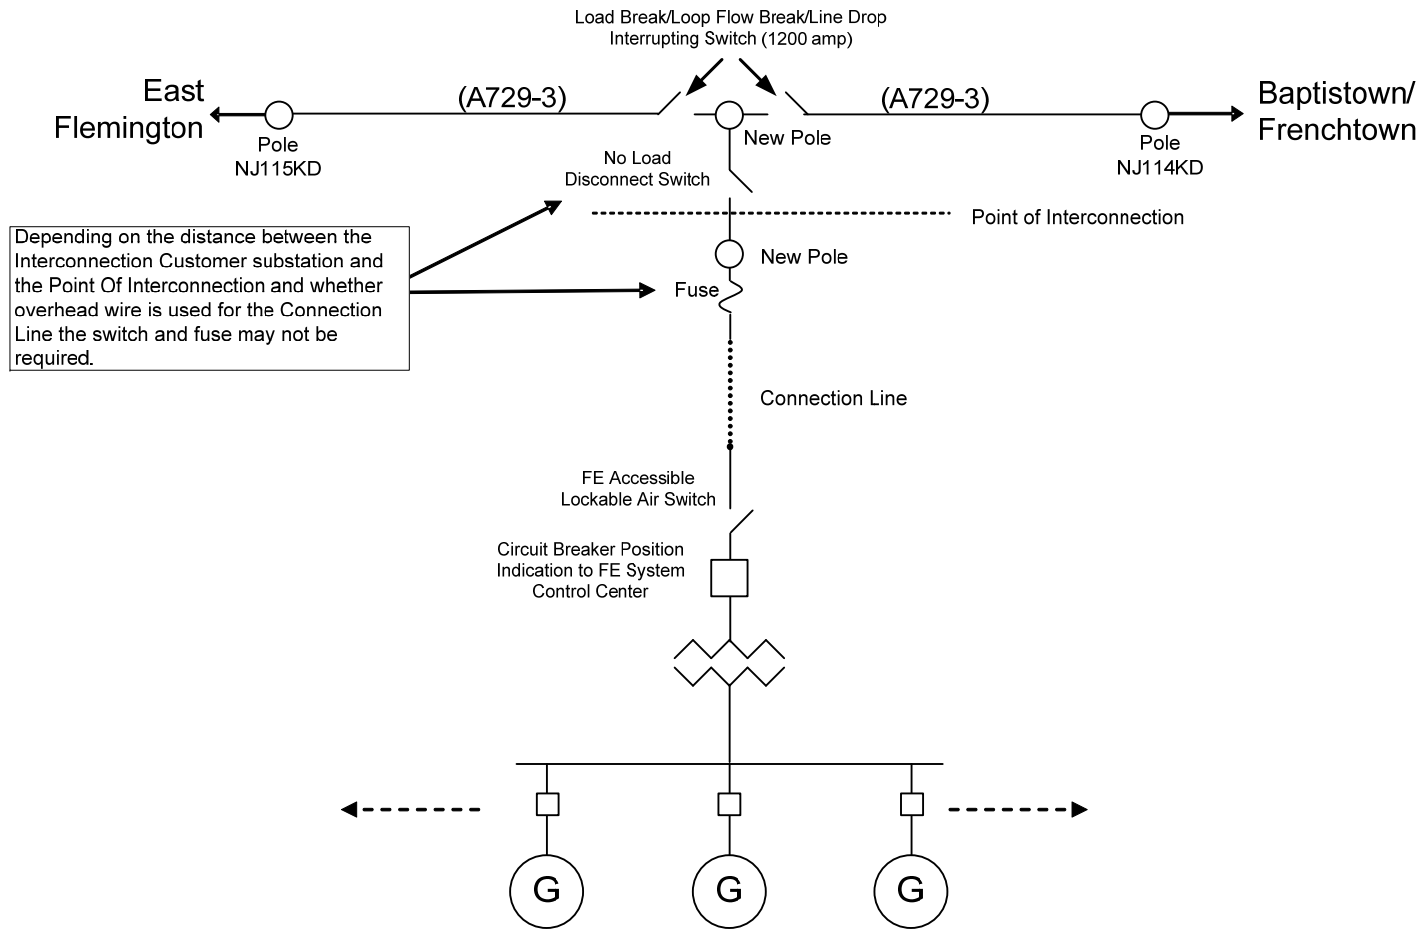 Load Break/Loop Flow Break/Line Drop
Interrupting Switch (1200 amp)
East
Flemington
(A729-3)
(A729-3)
Baptistown/
Frenchtown
Pole
NJ115KD
New Pole
Pole
NJ114KD
No Load
Disconnect Switch
Point of Interconnection
Depending on the distance between the
Interconnection Customer substation and
the Point Of Interconnection and whether
overhead wire is used for the Connection
Line the switch and fuse may not be
required.
New Pole
Fuse
Connection Line
FE Accessible
Lockable Air Switch
Circuit Breaker Position
Indication to FE System
Control Center
G
G
G